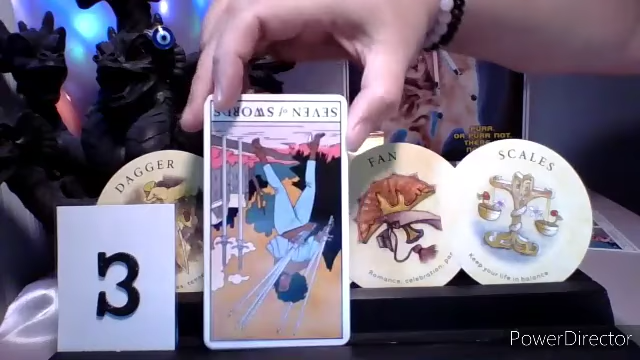 SEVEN of SWORDS
PURR.
OR PURR NOT.
DAGGER
FAN
SCALES
3
Romance, celebration, par
Keep your life in balance
PowerDirector